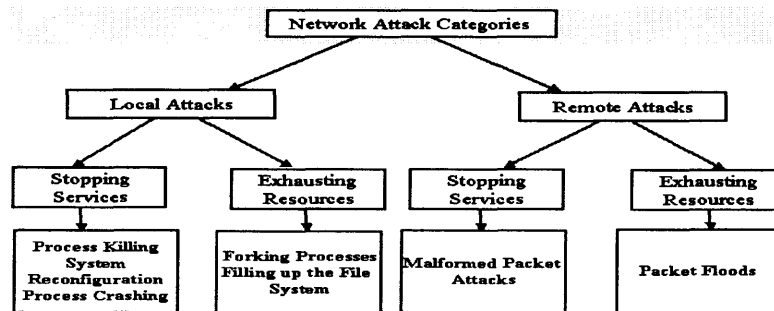 Network Attack Categories
Local Attacks
Remote Attacks
Stopping
Services
Exhausting
Resources
Stopping
Services
Exhausting
Resources
Process Killing
System
Reconfiguration
Process Crashing
Forking Processes
Filling up the File
System
Malformed Packet
Attacks
Packet Floods